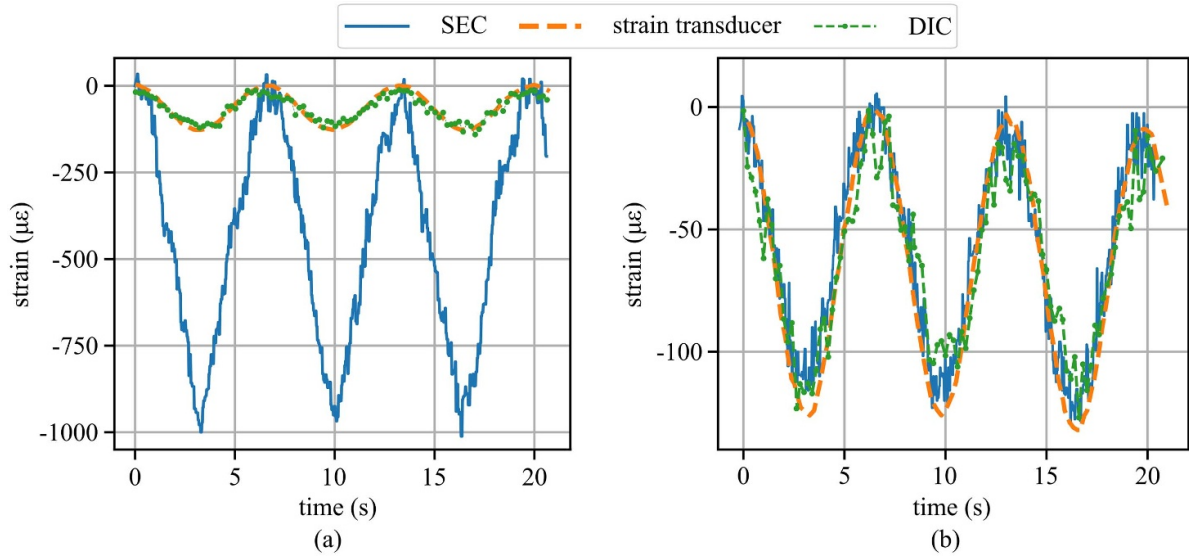 SEC strain transducer DIC
0
-250
-500
-750
-1000
strain (με)
0 5 10 15 20
time (s)
(a)
0
-50
-100
strain (με)
0 5 10 15 20
time (s)
(b)